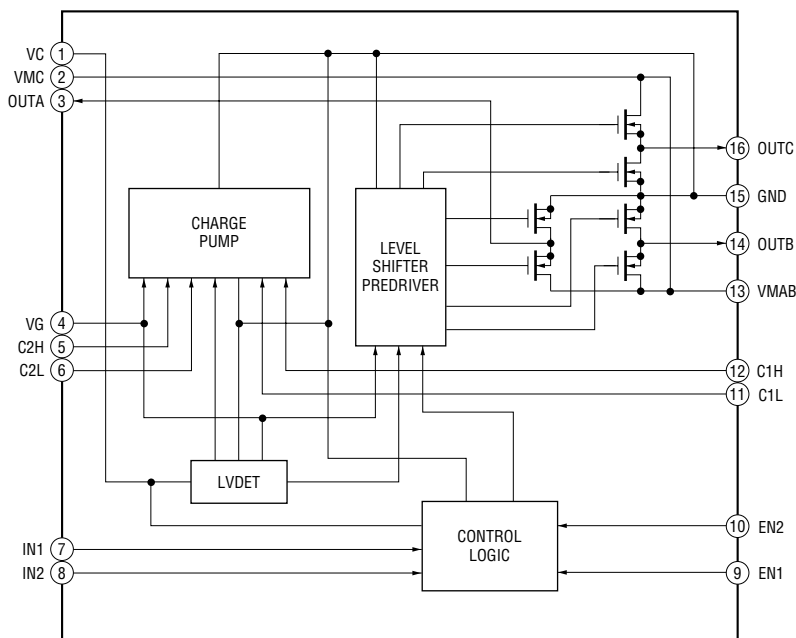 VC 1
VMC 2
OUTA 3
16 OUTC
15 GND
CHARGE
PUMP
LEVEL
SHIFTER
PREDRIVER
14 OUTB
13 VMAB
VG 4
C2H 5
C2L 6
12 C1H
11 C1L
LVDET
CONTROL
LOGIC
10 EN2
IN1 7
IN2 8
9 EN1